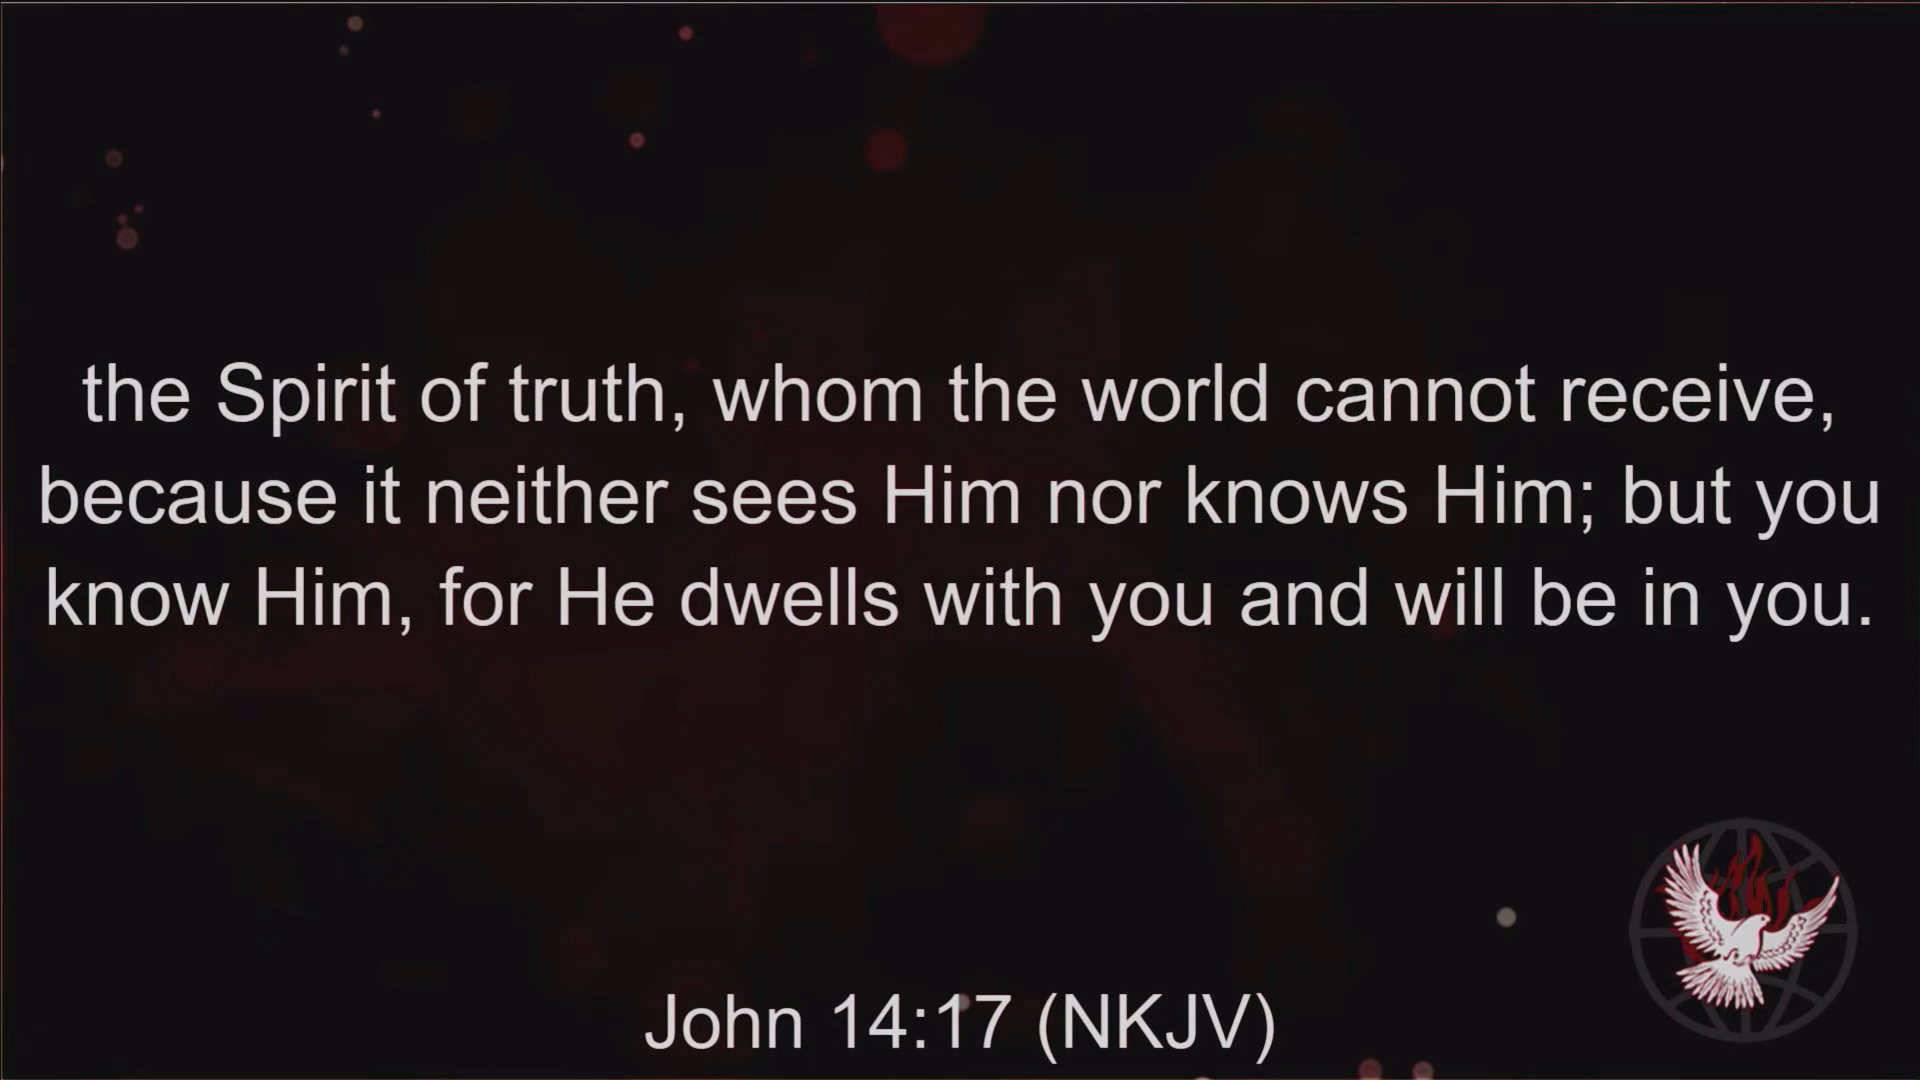 the Spirit of truth, whom the world cannot receive,
because it neither sees Him nor knows Him; but you
know Him, for He dwells with you and will be in you.
John 14:17 (NKJV)